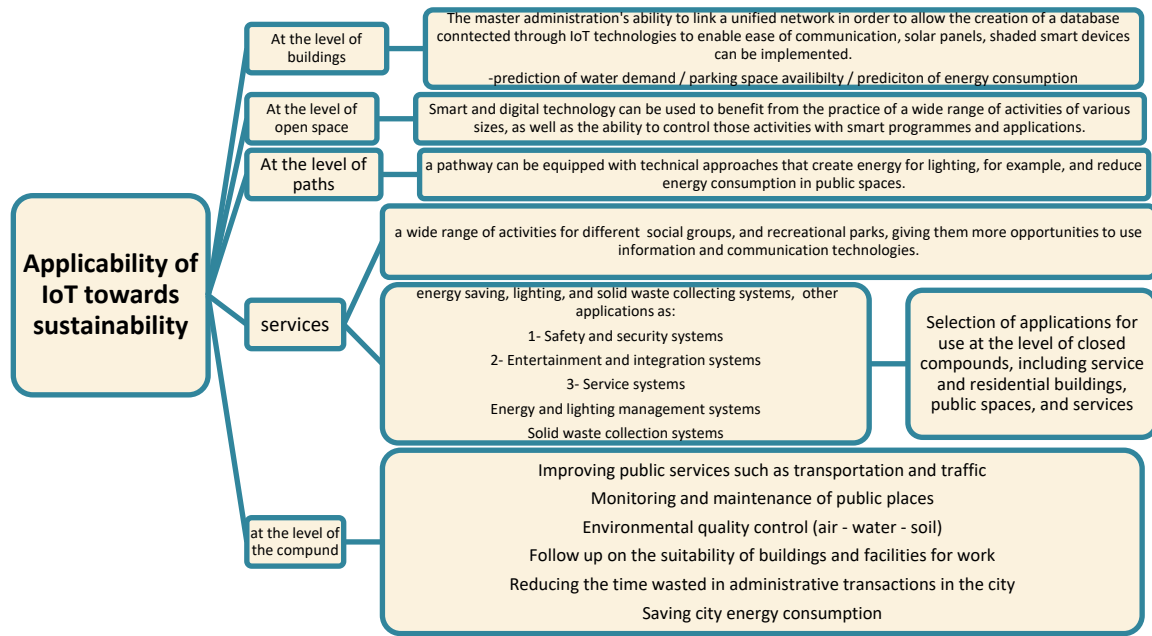 Applicability of
IoT towards
sustainability
At the level of
buildings
The master administration's ability to link a unified network in order to allow the creation of a database
conntected through IoT technologies to enable ease of communication, solar panels, shaded smart devices
can be implemented.
-prediction of water demand / parking space availibilty / prediciton of energy consumption
At the level of
open space
Smart and digital technology can be used to benefit from the practice of a wide range of activities of various
sizes, as well as the ability to control those activities with smart programmes and applications.
At the level of
paths
a pathway can be equipped with technical approaches that create energy for lighting, for example, and reduce
energy consumption in public spaces.
services
a wide range of activities for different social groups, and recreational parks, giving them more opportunities to use
information and communication technologies.
energy saving, lighting, and solid waste collecting systems, other
applications as:
1- Safety and security systems
2- Entertainment and integration systems
3- Service systems
Energy and lighting management systems
Solid waste collection systems
Selection of applications for
use at the level of closed
compounds, including service
and residential buildings,
public spaces, and services
at the level of
the compund
Improving public services such as transportation and traffic
Monitoring and maintenance of public places
Environmental quality control (air - water - soil)
Follow up on the suitability of buildings and facilities for work
Reducing the time wasted in administrative transactions in the city
Saving city energy consumption